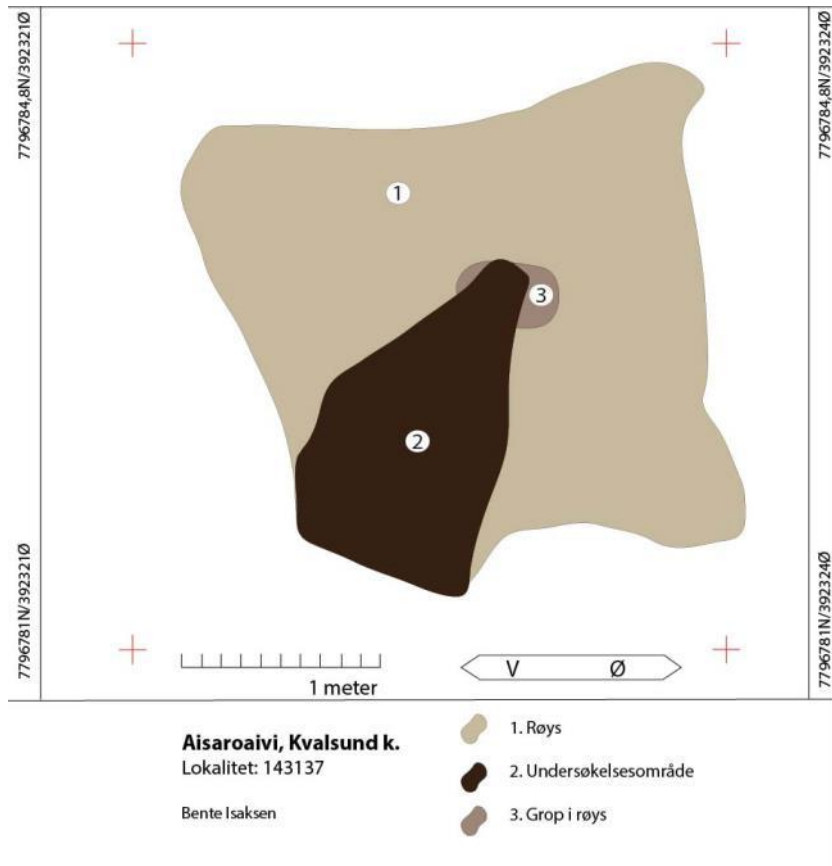 7796784,8N/392321Ø
7796784,8N/392324Ø
1
3
2
7796781N/392321Ø
7796781N/392324Ø
1 meter
V Ø
Aisaroaivi, Kvalsund k.
Lokalitet: 143137
Bente Isaksen
1. Røys
2. Undersøkelsesområde
3. Grop i røys